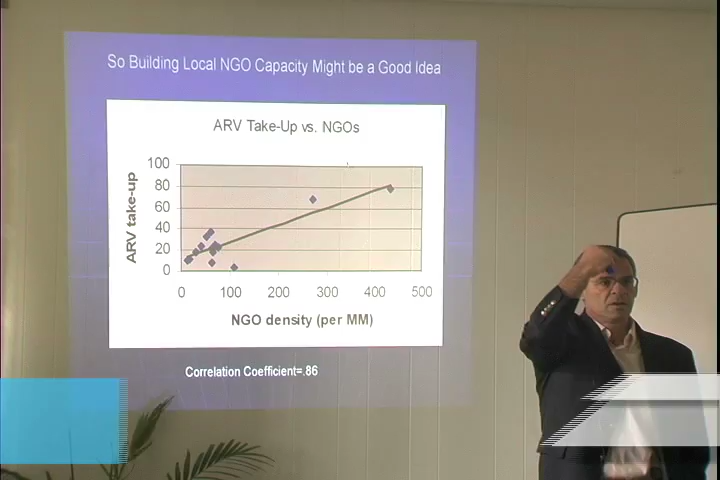 So Building Local NGO Capacity Might be a Good Idea
ARV Take-Up vs. NGOs
ARV take-up
100
80
60
40
20
0
0 100 200 300 400 500
NGO density (per MM)
Correlation Coefficient=.86